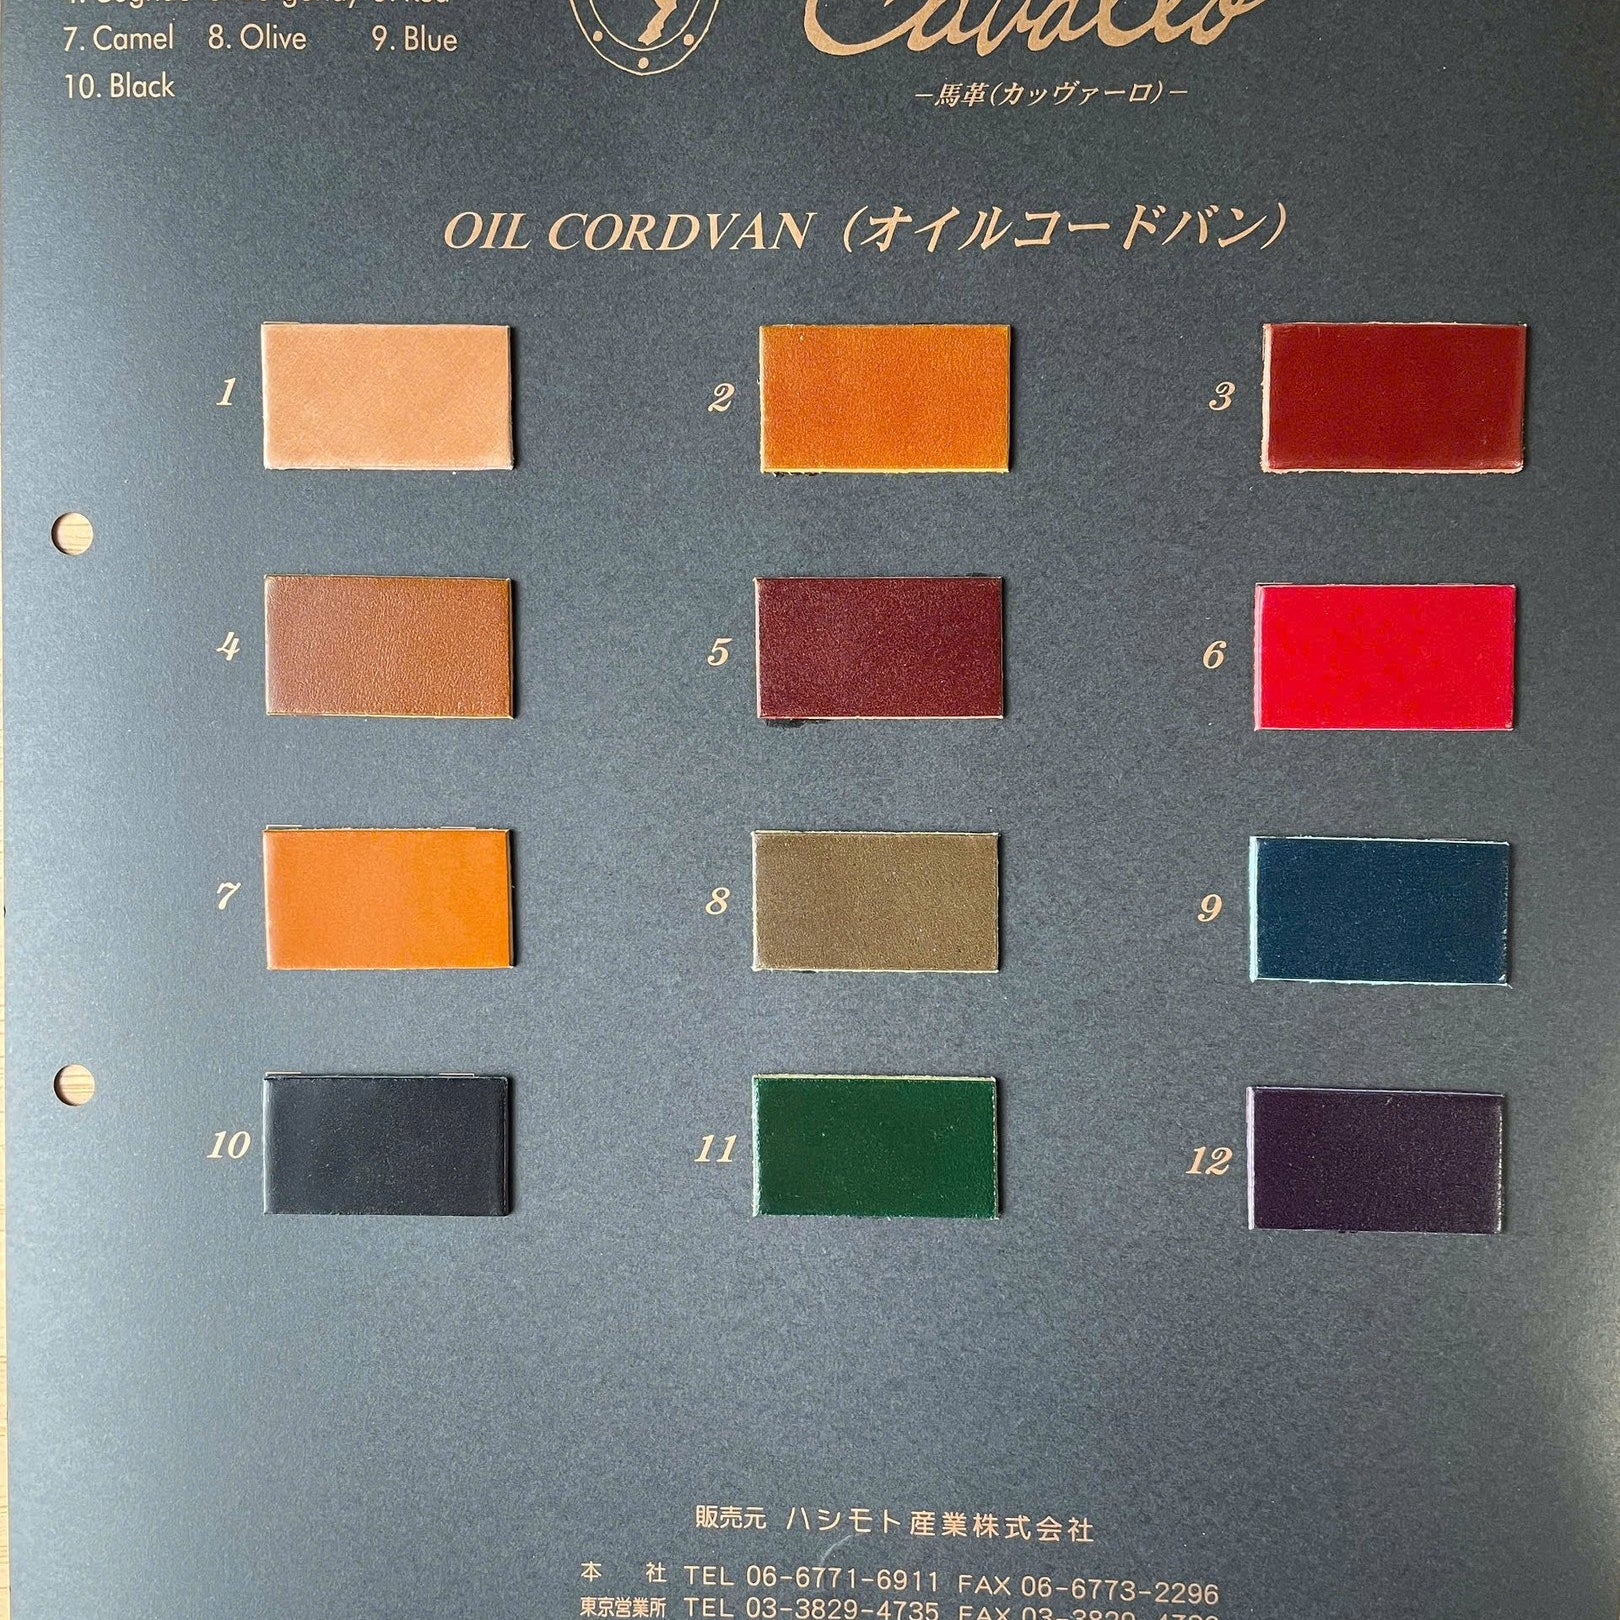 7. Camel 8. Olive 9. Blue
10. Black
Cavallo
－馬革(カッヴァーロ)－
OIL CORDVAN (オイルコードバン)
1 2 3
4 5 6
7 8 9
10 11 12
販売元 ハシモト産業株式会社
本 社 TEL 06-6771-6911 FAX 06-6773-2296
東京営業所 TEL 03-3829-4735 FAX